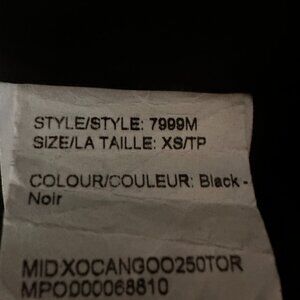 STYLE/STYLE: 7999M
SIZE/LA TAILLE: XS/TP
COLOUR/COULEUR: Black -
Noir
MIDXOCANGOO250TOR
MPO000068810